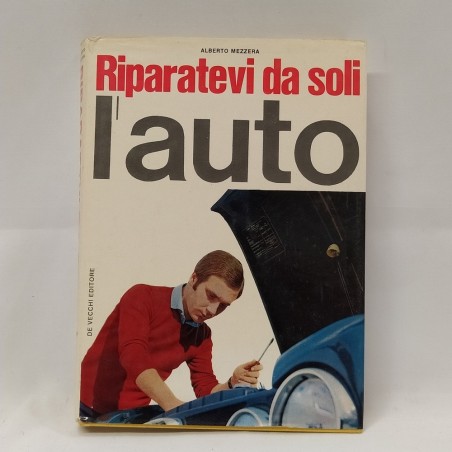 ALBERTO MEZZERA
Riparatevi da soli
l'auto
DE VECCHI EDITORE